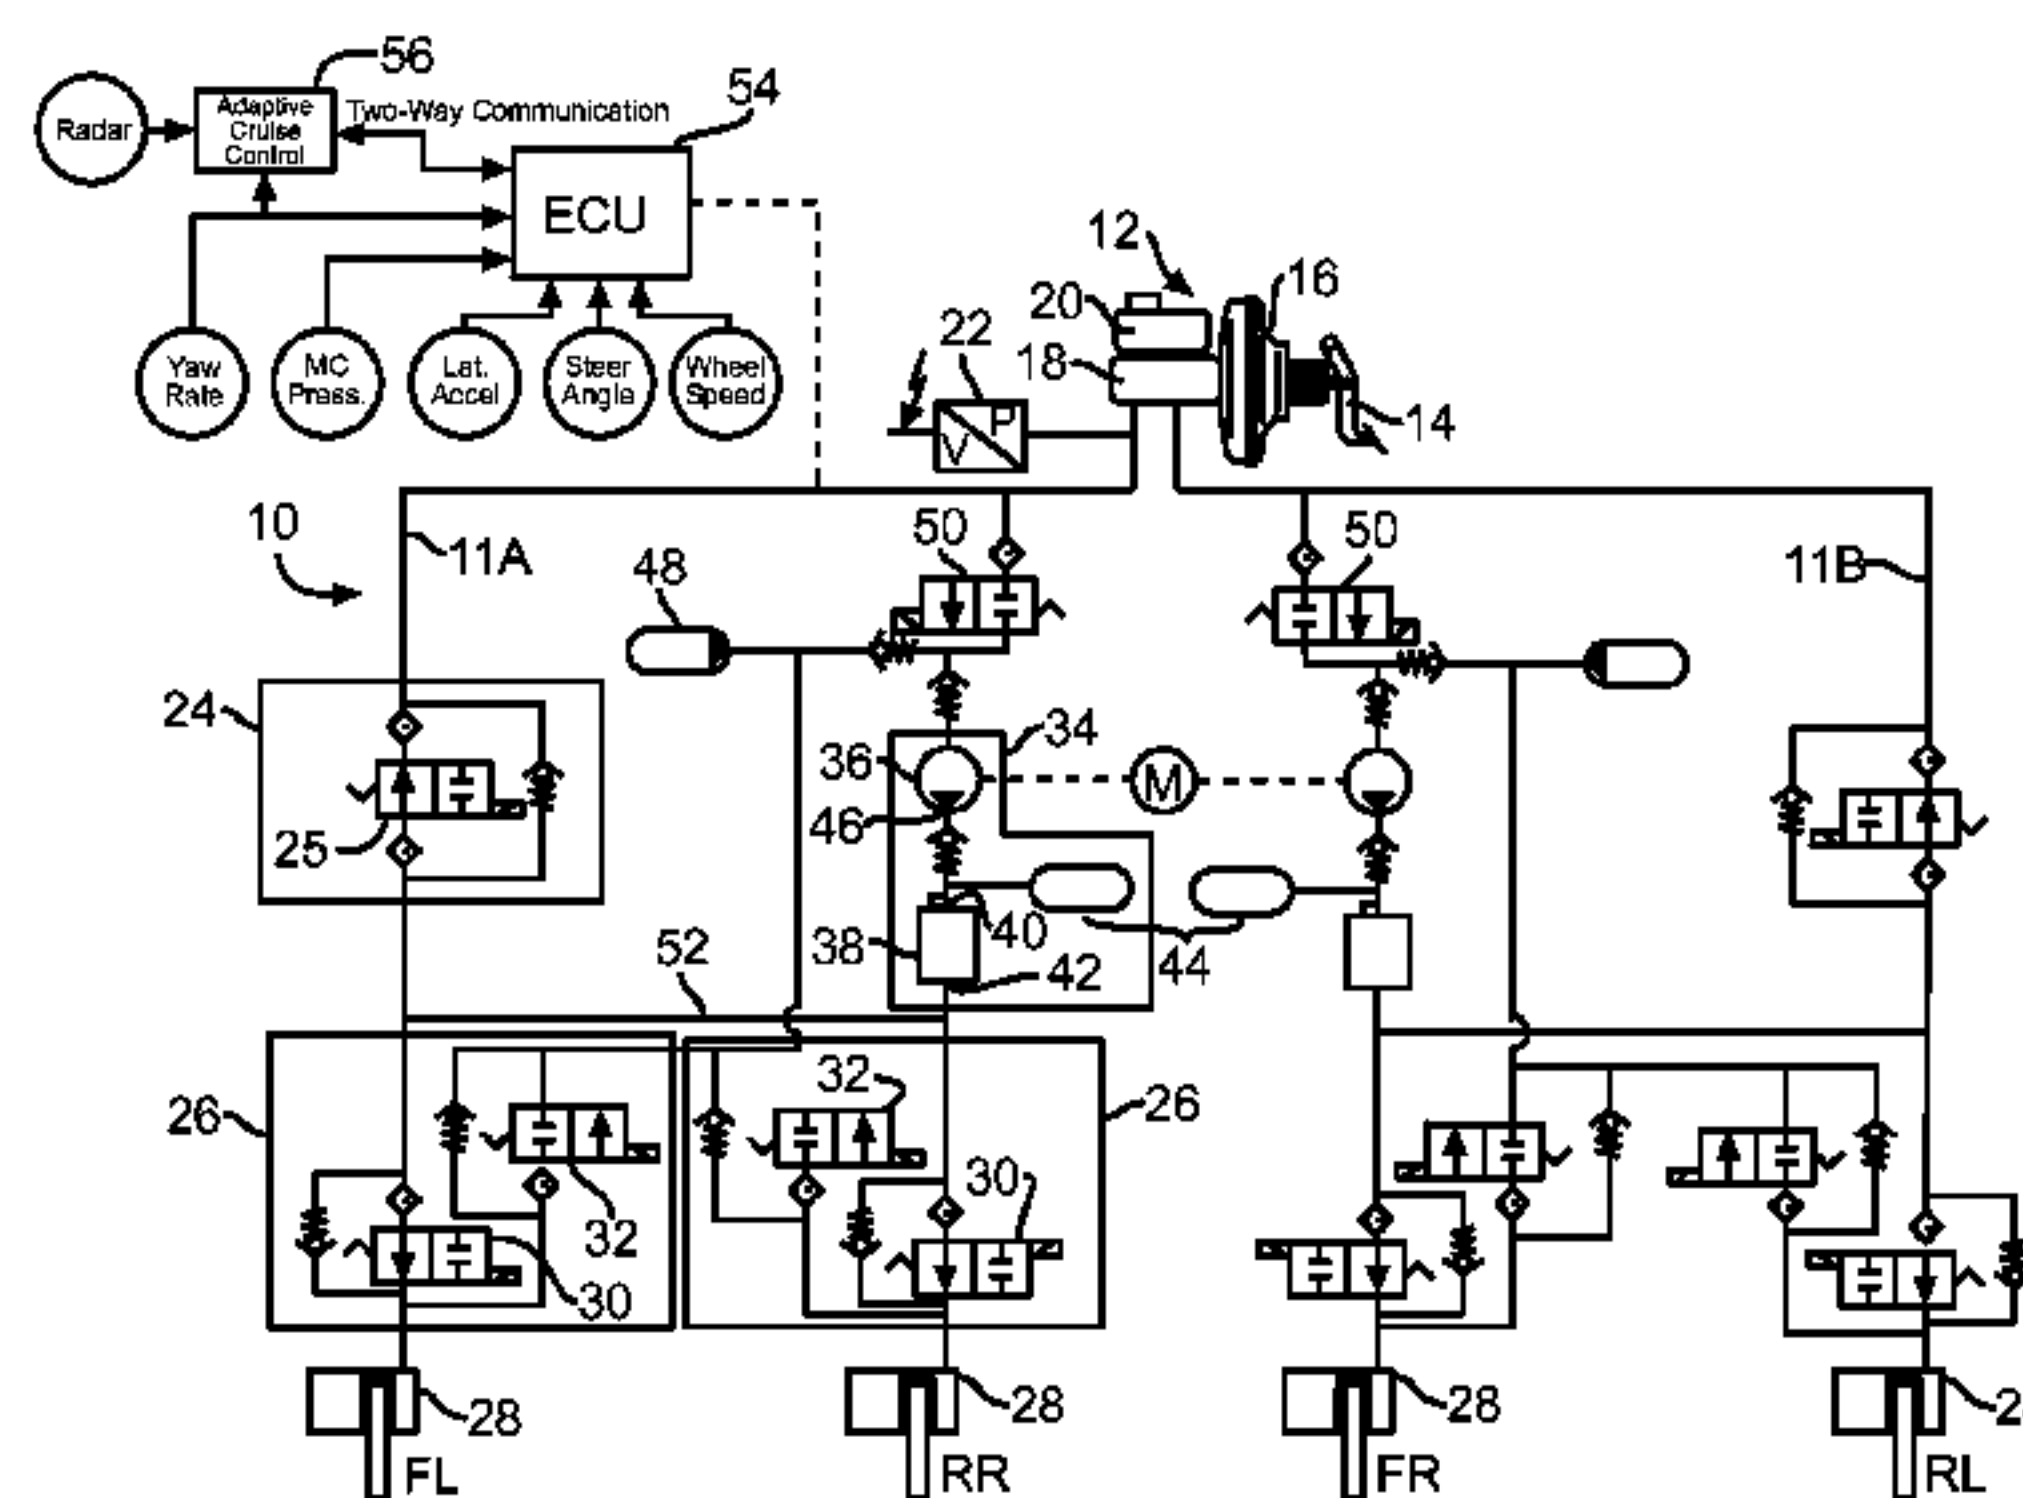 56
54
Radar
Adaptive
Cruise
Control
Two-Way Communication
ECU
Yaw
Rate
MC
Press.
Lat.
Accel
Steer
Angle
Wheel
Speed
12
20
16
22
18
14
P
V
10
11A
50
50
11B
48
24
34
36
M
46
25
40
38
42
44
52
32
26
26
30
32
30
28
28
28
FL
RR
FR
RL